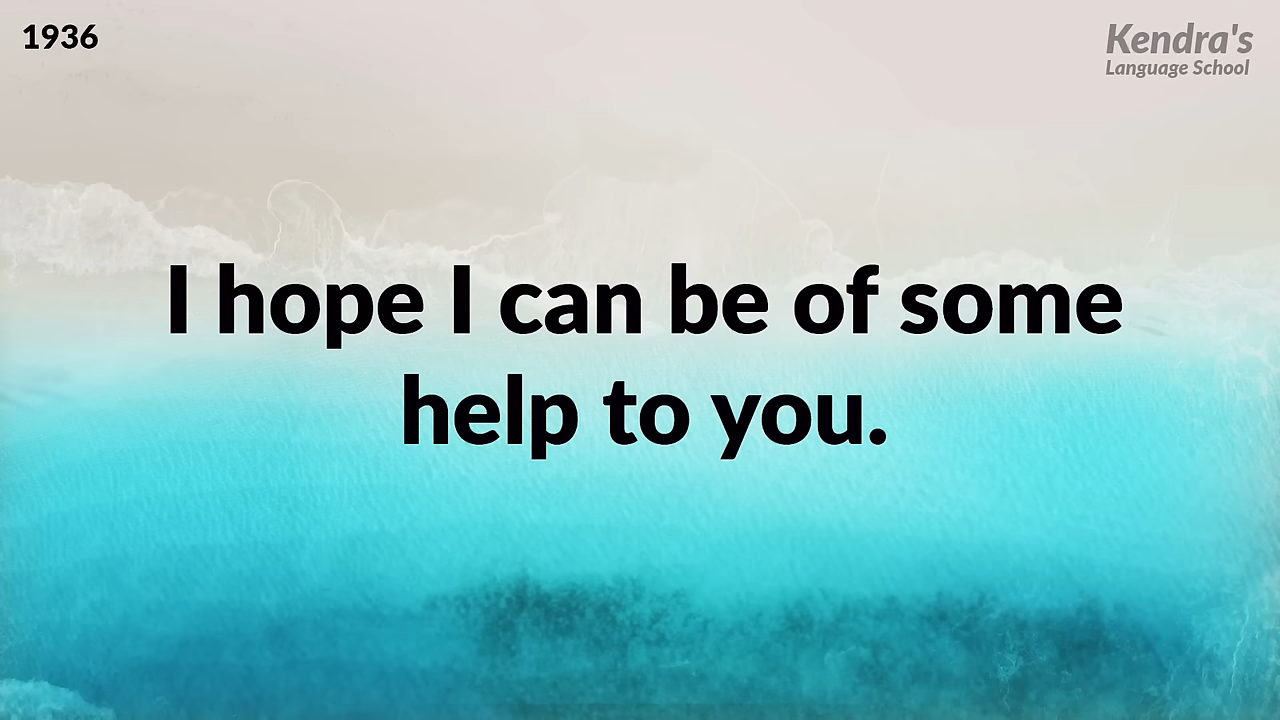 1936
Kendra's
Language School
I hope I can be of some
help to you.